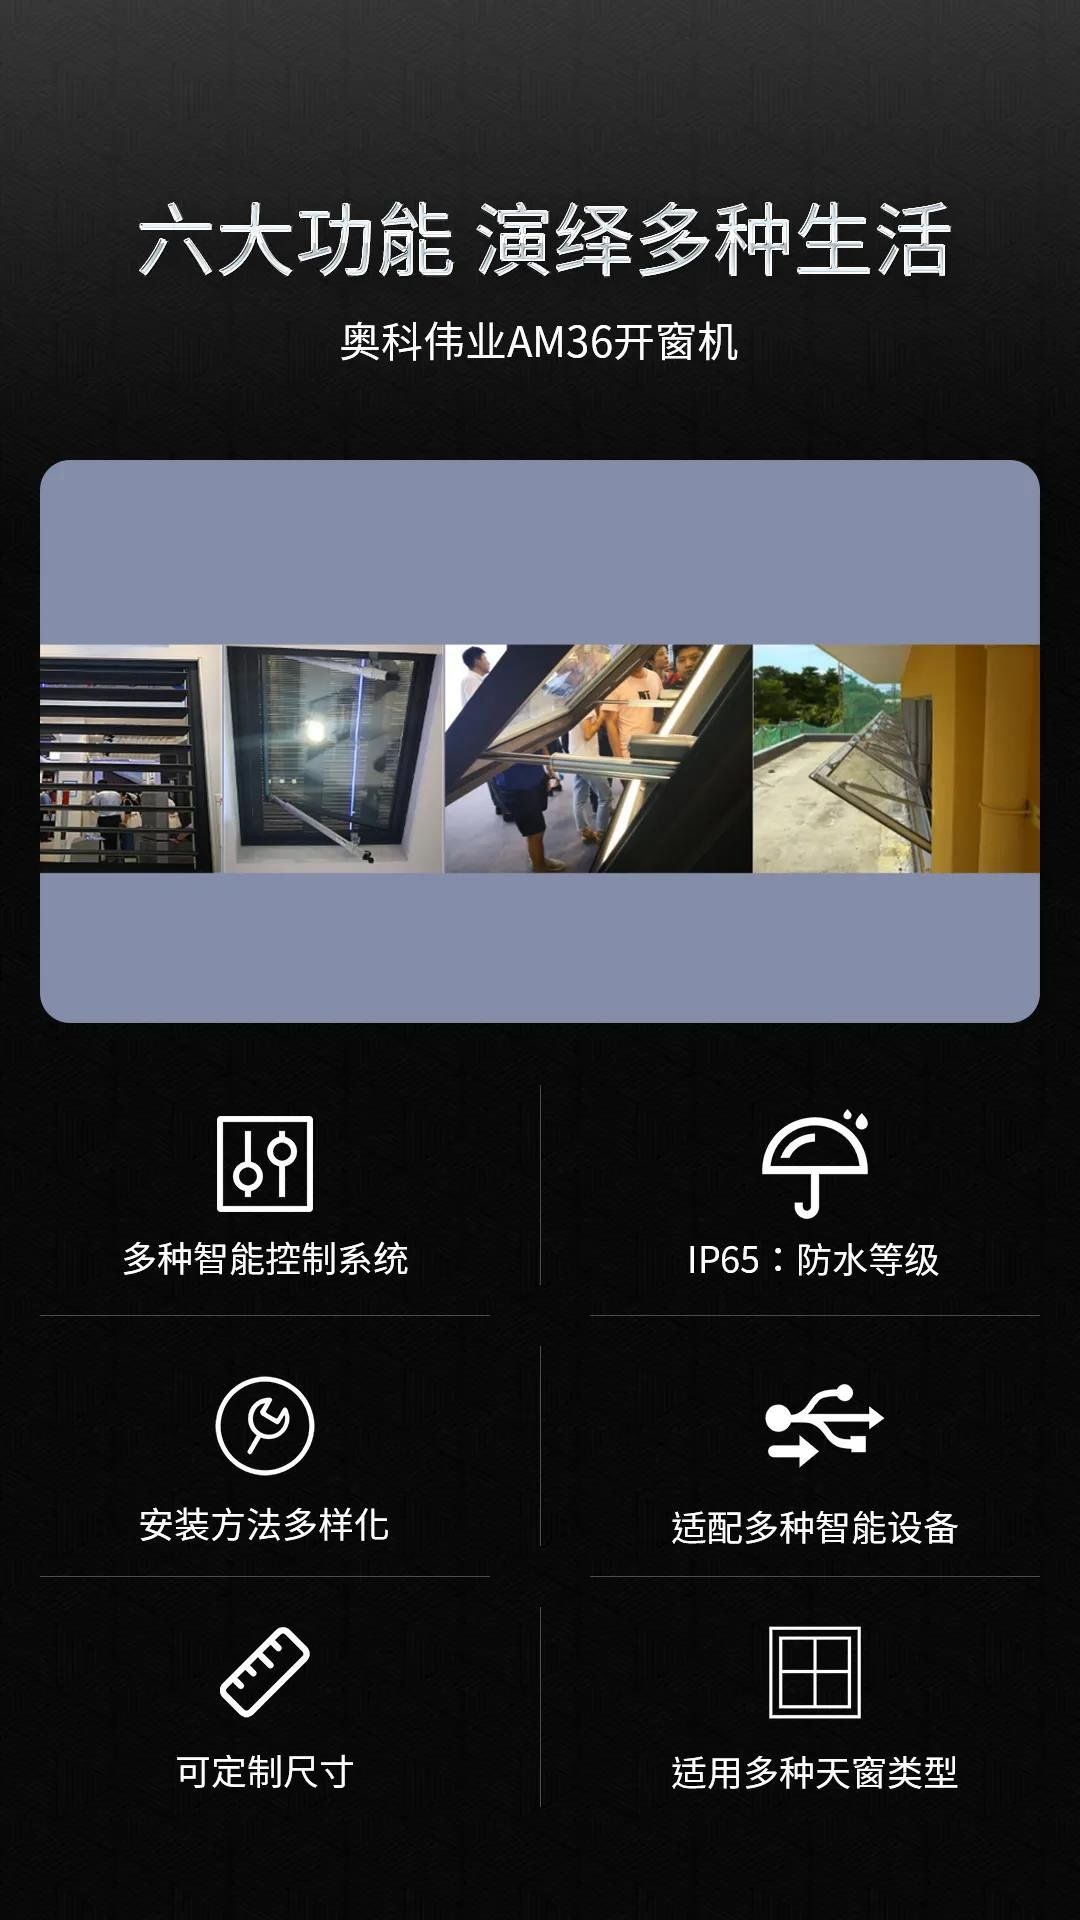 六大功能 演绎多种生活
奥科伟业AM36开窗机
多种智能控制系统
IP65：防水等级
安装方法多样化
适配多种智能设备
可定制尺寸
适用多种天窗类型